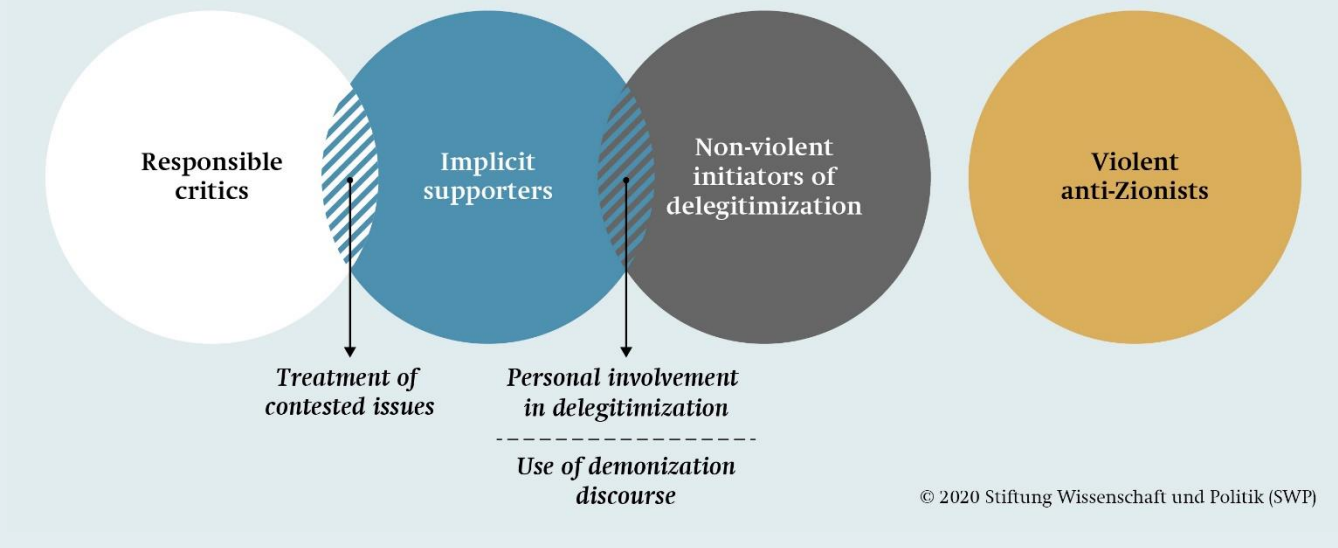 Responsible
critics
Implicit
supporters
Non-violent
initiators of
delegitimization
Violent
anti-Zionists
Treatment of
contested issues
Personal involvement
in delegitimization
Use of demonization
discourse
© 2020 Stiftung Wissenschaft und Politik (SWP)